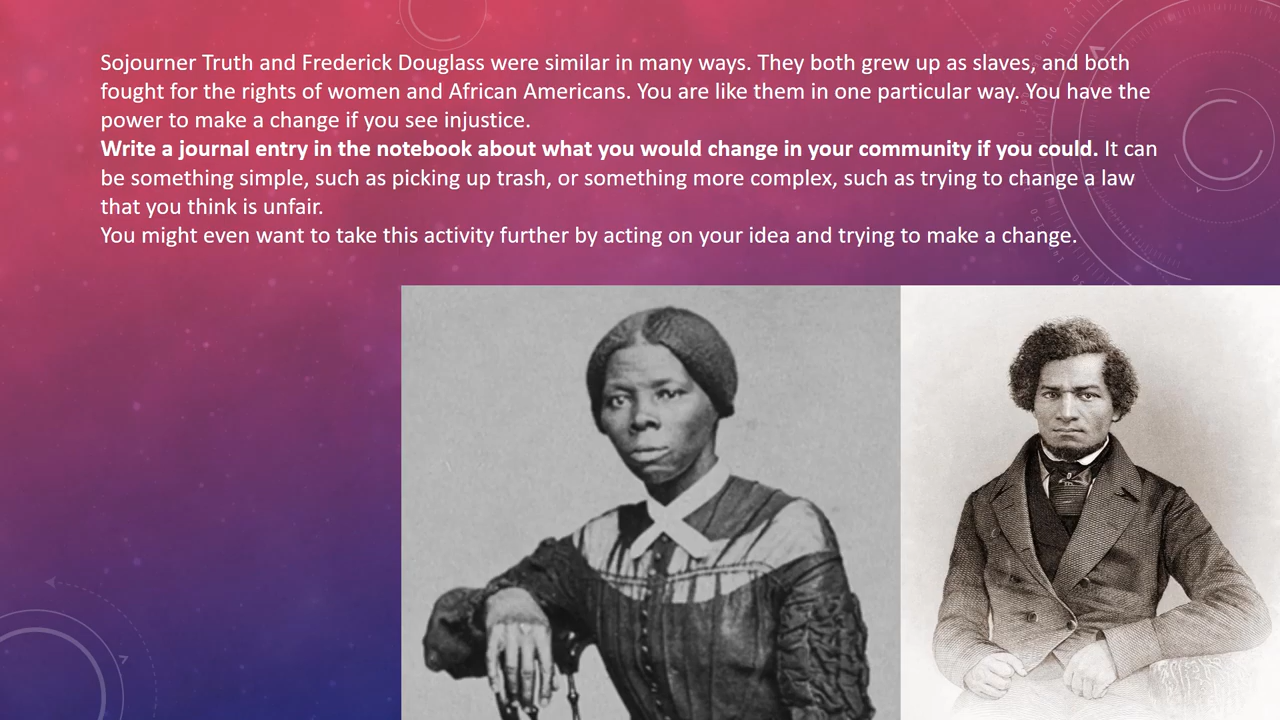 Sojourner Truth and Frederick Douglass were similar in many ways. They both grew up as slaves, and both
fought for the rights of women and African Americans. You are like them in one particular way. You have the
power to make a change if you see injustice.
Write a journal entry in the notebook about what you would change in your community if you could. It can
be something simple, such as picking up trash, or something more complex, such as trying to change a law
that you think is unfair.
You might even want to take this activity further by acting on your idea and trying to make a change.